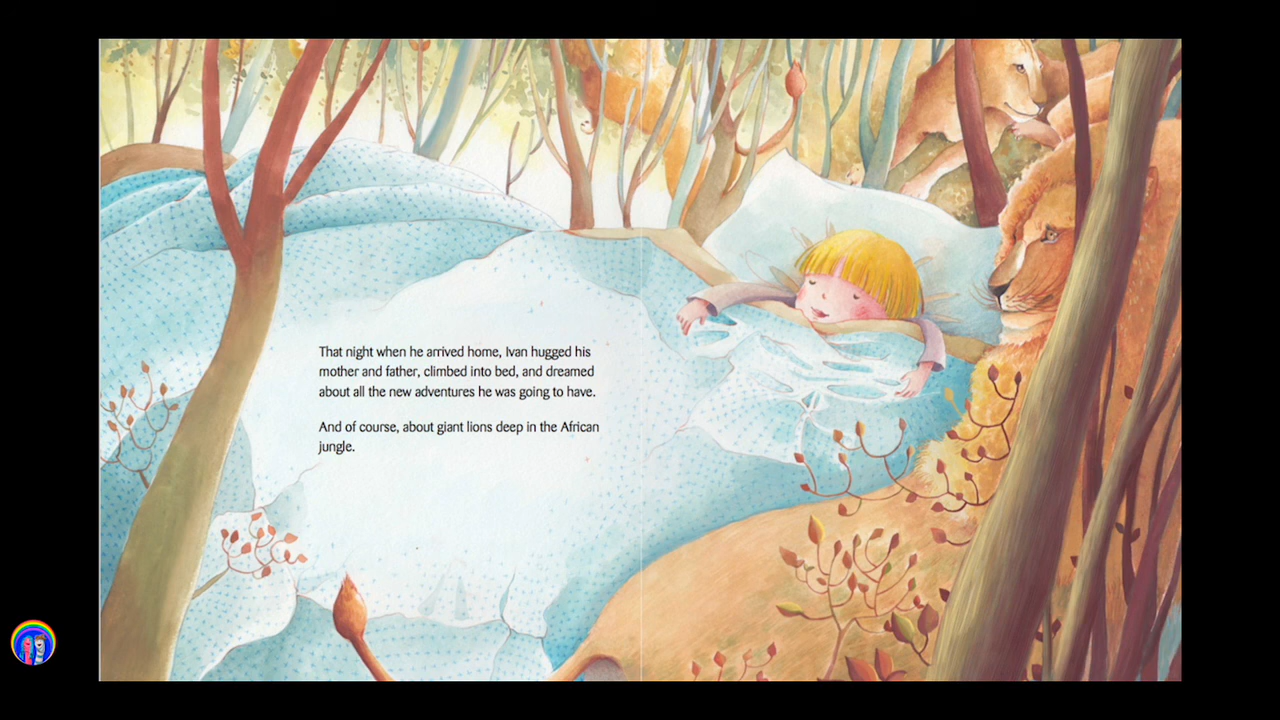 That night when he arrived home, Ivan hugged his
mother and father, climbed into bed, and dreamed
about all the new adventures he was going to have.
And of course, about giant lions deep in the African
jungle.